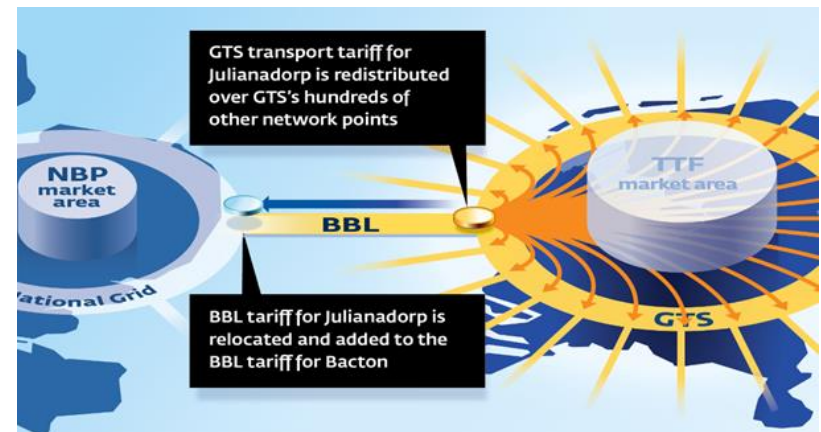 GTS transport tariff for
Julianadorp is redistributed
over GTS's hundreds of
other network points
NBP
market
area
TTF
market area
BBL
National Grid
GTS
BBL tariff for Julianadorp is
relocated and added to the
BBL tariff for Bacton